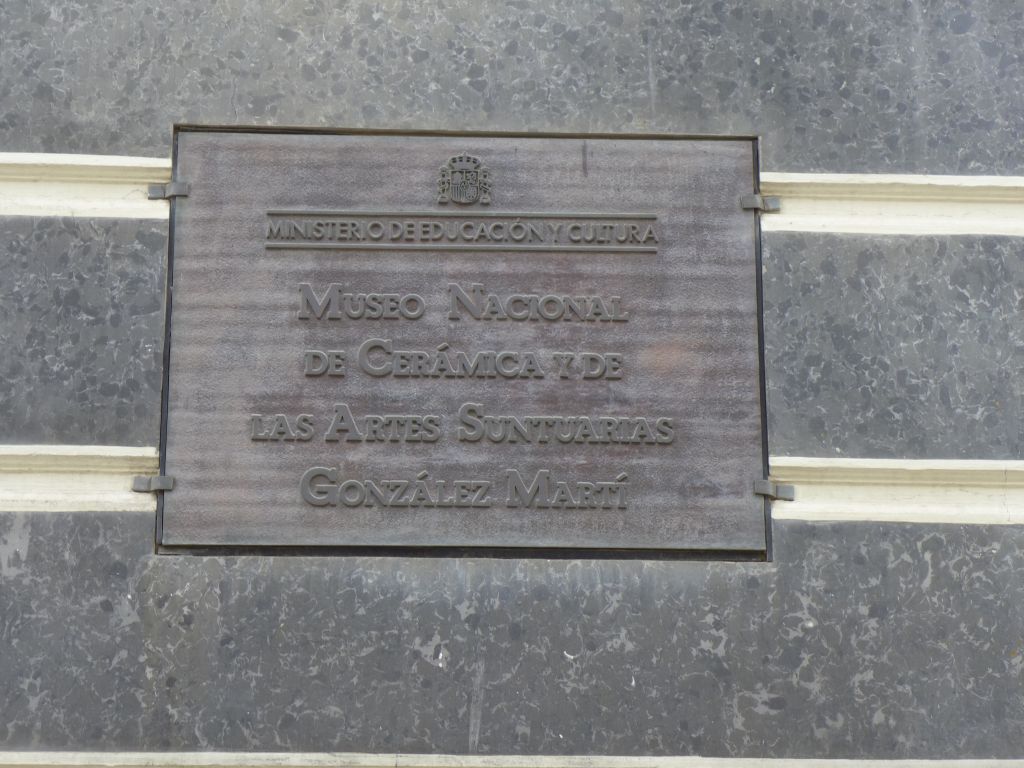 MINISTERIO DE EDUCACIÓN Y CULTURA
MUSEO NACIONAL
DE CERÁMICA Y DE
LAS ARTES SUNTUARIAS
GONZÁLEZ MARTÍ